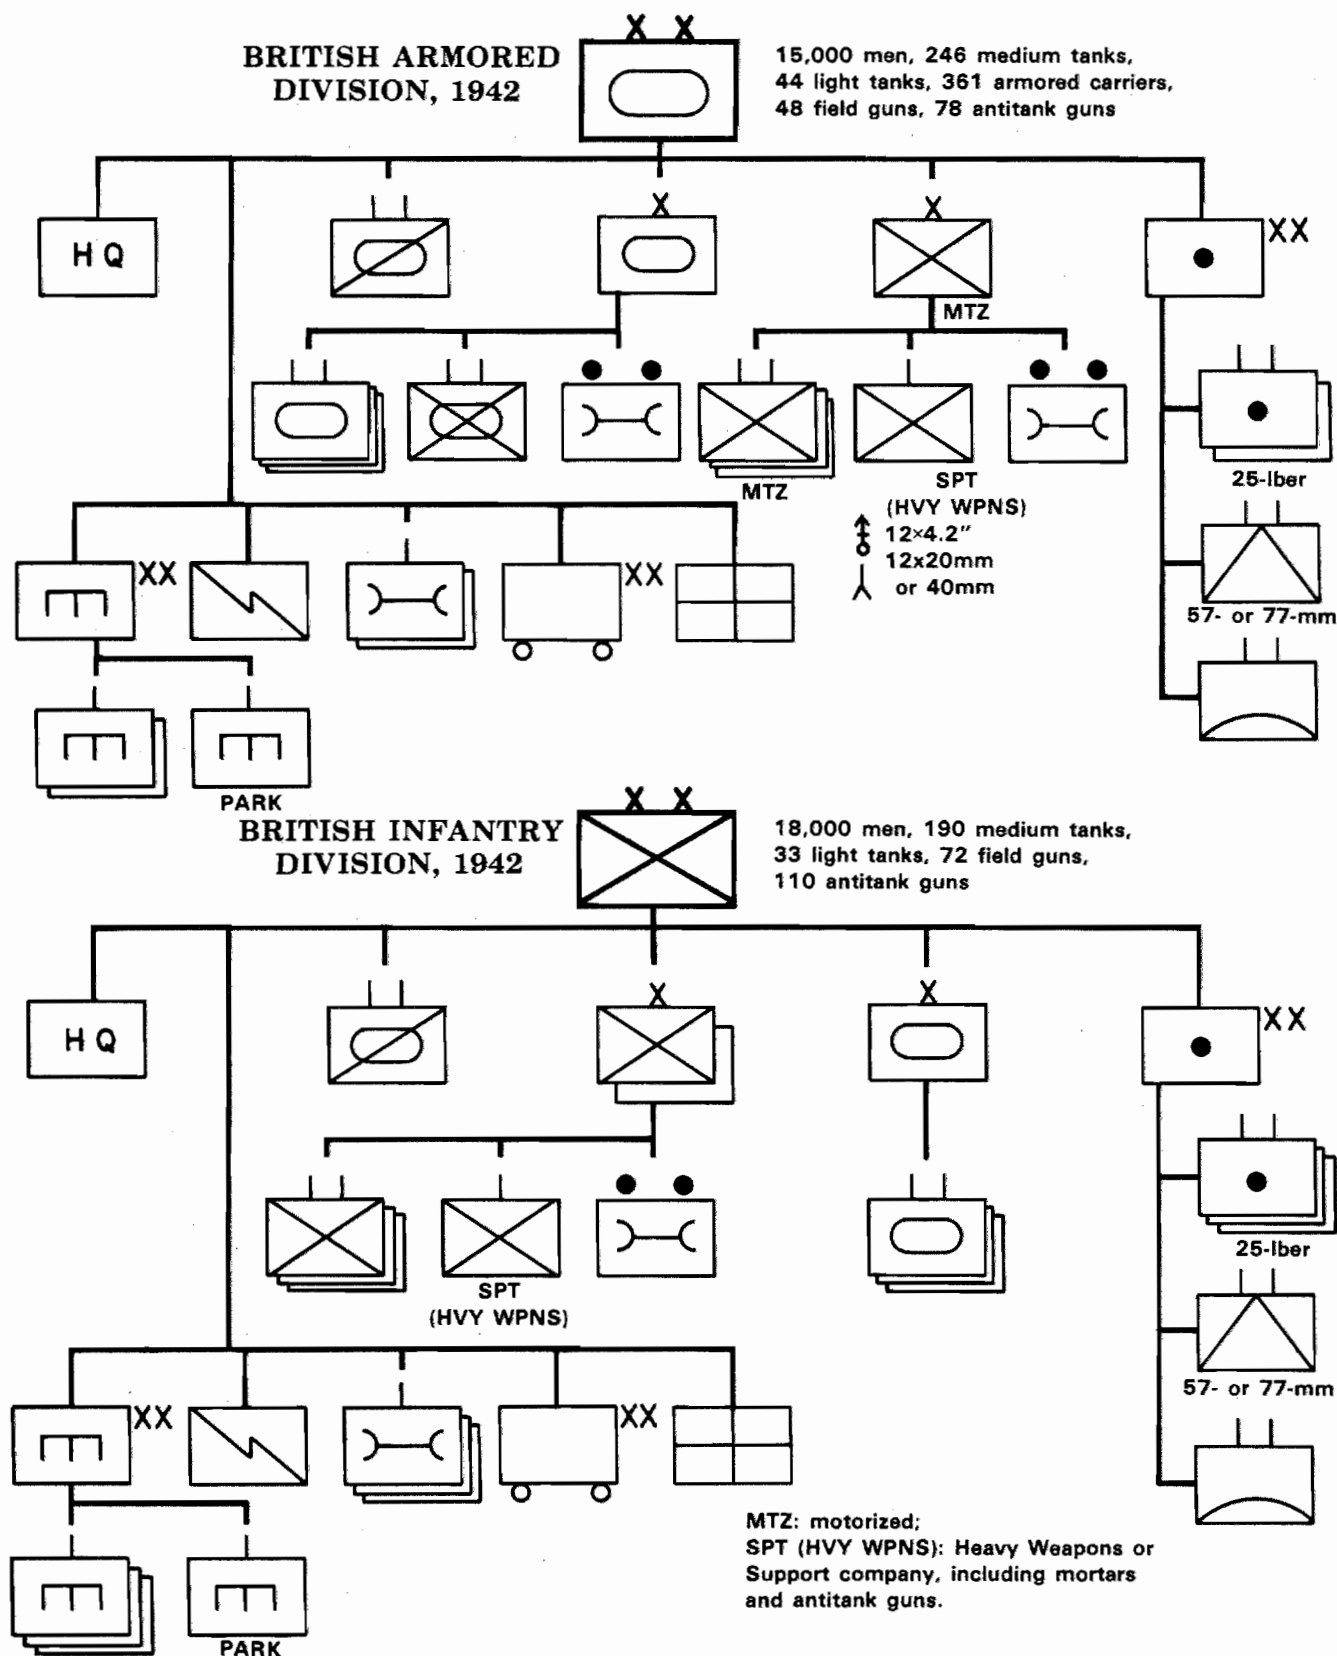 BRITISH ARMORED
DIVISION, 1942
15,000 men, 246 medium tanks,
44 light tanks, 361 armored carriers,
48 field guns, 78 antitank guns
X X
H Q
X
X
MTZ
XX
MTZ
SPT
(HVY WPNS)
12×4.2"
12x20mm
or 40mm
25-lber
57- or 77-mm
XX
XX
PARK
BRITISH INFANTRY
DIVISION, 1942
X X
18,000 men, 190 medium tanks,
33 light tanks, 72 field guns,
110 antitank guns
H Q
X
X
XX
SPT
(HVY WPNS)
25-lber
57- or 77-mm
XX
XX
PARK
MTZ: motorized;
SPT (HVY WPNS): Heavy Weapons or
Support company, including mortars
and antitank guns.